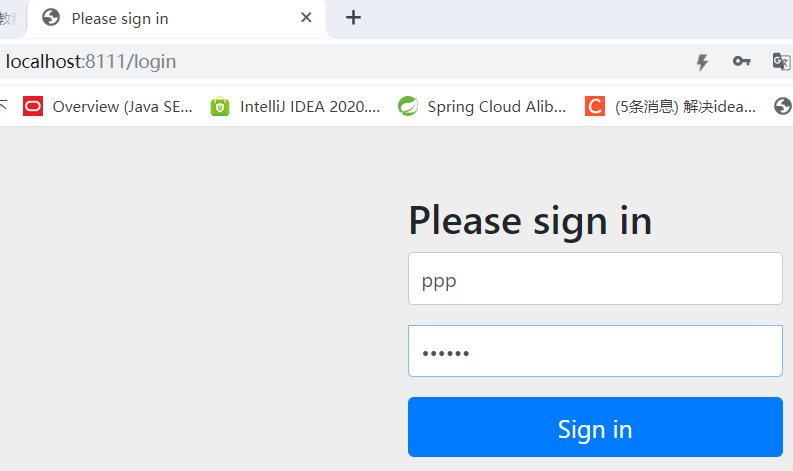 Please sign in
localhost:8111/login
下 Overview (Java SE... IntelliJ IDEA 2020.... Spring Cloud Alib... (5条消息) 解决idea...
Please sign in
ppp
••••••
Sign in